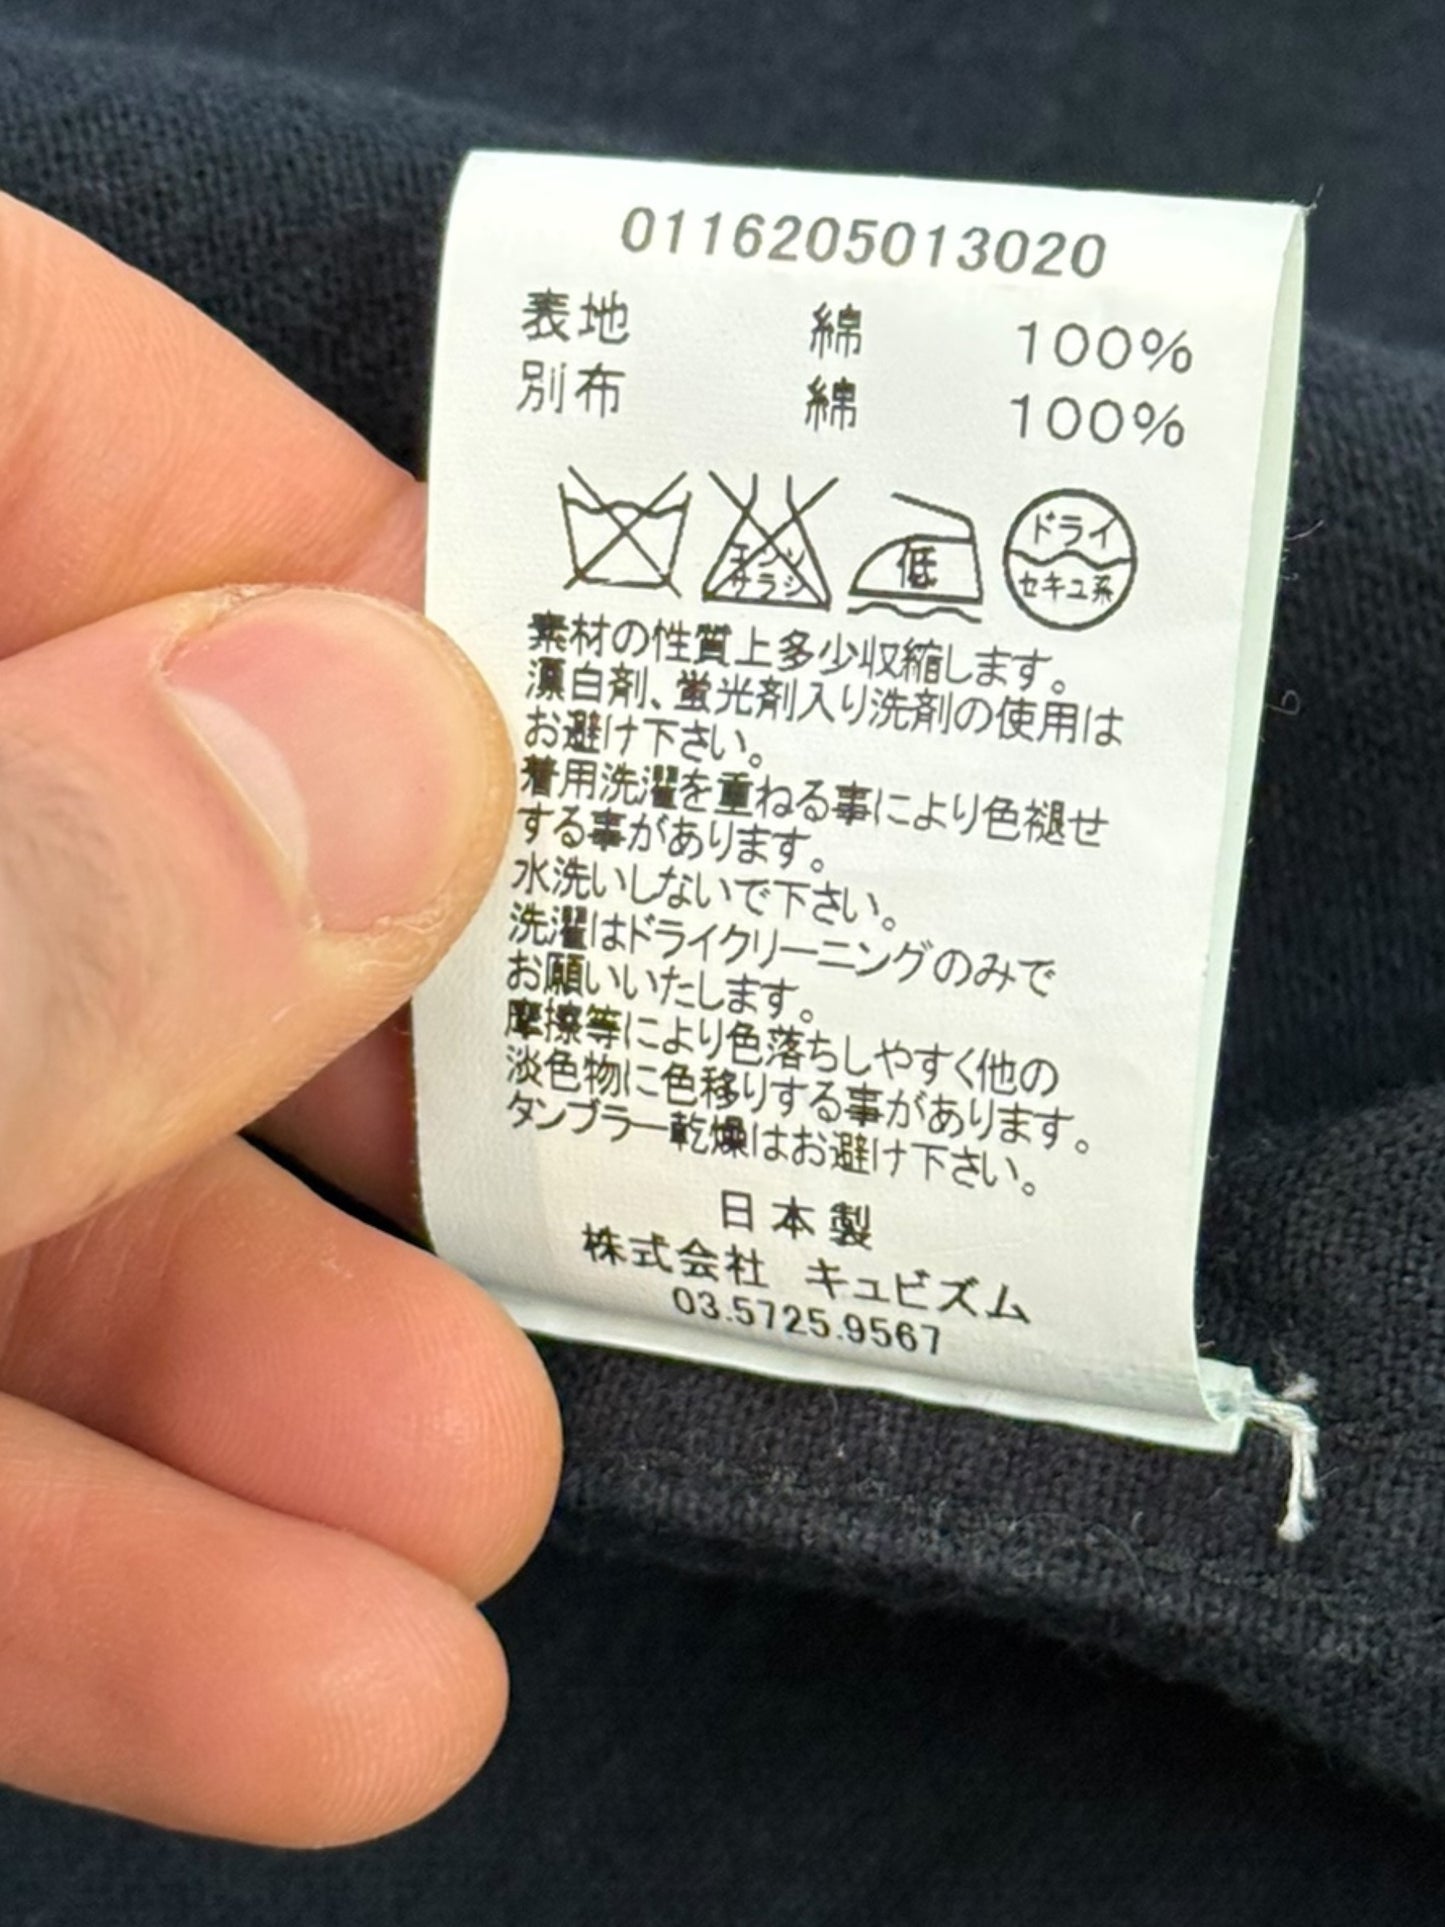 0116205013020
表地 綿 100%
別布 綿 100%
エンソ
サラシ
低
ドライ
セキユ系
素材の性質上多少収縮します。
漂白剤、蛍光剤入り洗剤の使用は
お避け下さい。
着用洗濯を重ねる事により色褪せ
する事があります。
水洗いしないで下さい。
洗濯はドライクリーニングのみで
お願いいたします。
摩擦等により色落ちしやすく他の
淡色物に色移りする事があります。
タンブラー乾燥はお避け下さい。
日本製
株式会社 キュビズム
03.5725.9567